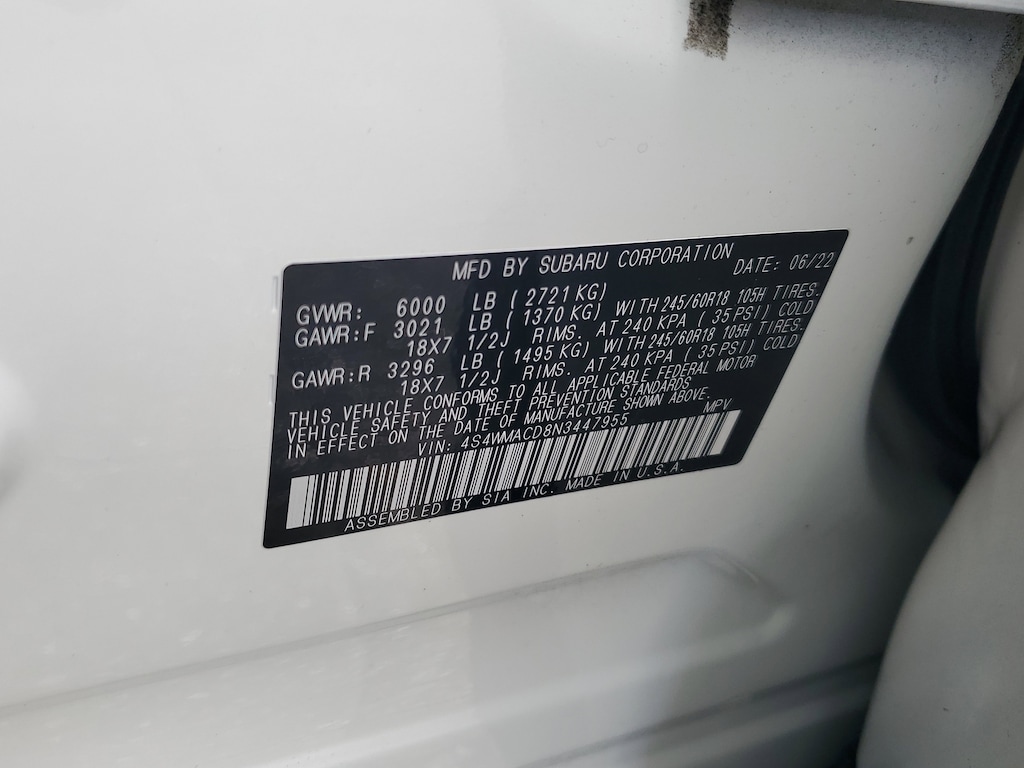 MFD BY SUBARU CORPORATION DATE: 06/22
GVWR: 6000 LB (2721 KG)
GAWR:F 3021 LB (1370 KG) WITH 245/60R18 105H TIRES.
18X7 1/2J RIMS. AT 240 KPA (35 PSI) COLD
GAWR:R 3296 LB (1495 KG) WITH 245/60R18 105H TIRES.
18X7 1/2J RIMS. AT 240 KPA (35 PSI) COLD
THIS VEHICLE CONFORMS TO ALL APPLICABLE FEDERAL MOTOR
VEHICLE SAFETY AND THEFT PREVENTION STANDARDS
IN EFFECT ON THE DATE OF MANUFACTURE SHOWN ABOVE.
VIN: 4S4WMACD8N3447955 MPV
ASSEMBLED BY SIA INC. MADE IN U.S.A.